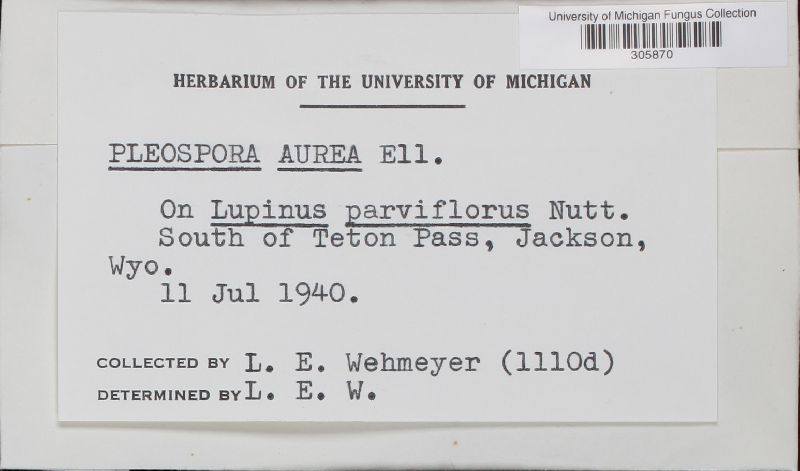 University of Michigan Fungus Collection
305870
HERBARIUM OF THE UNIVERSITY OF MICHIGAN
PLEOSPORA AUREA Ell.
On Lupinus parviflorus Nutt.
South of Teton Pass, Jackson,
Wyo.
11 Jul 1940.
COLLECTED BY L. E. Wehmeyer (1110d)
DETERMINED BY L. E. W.